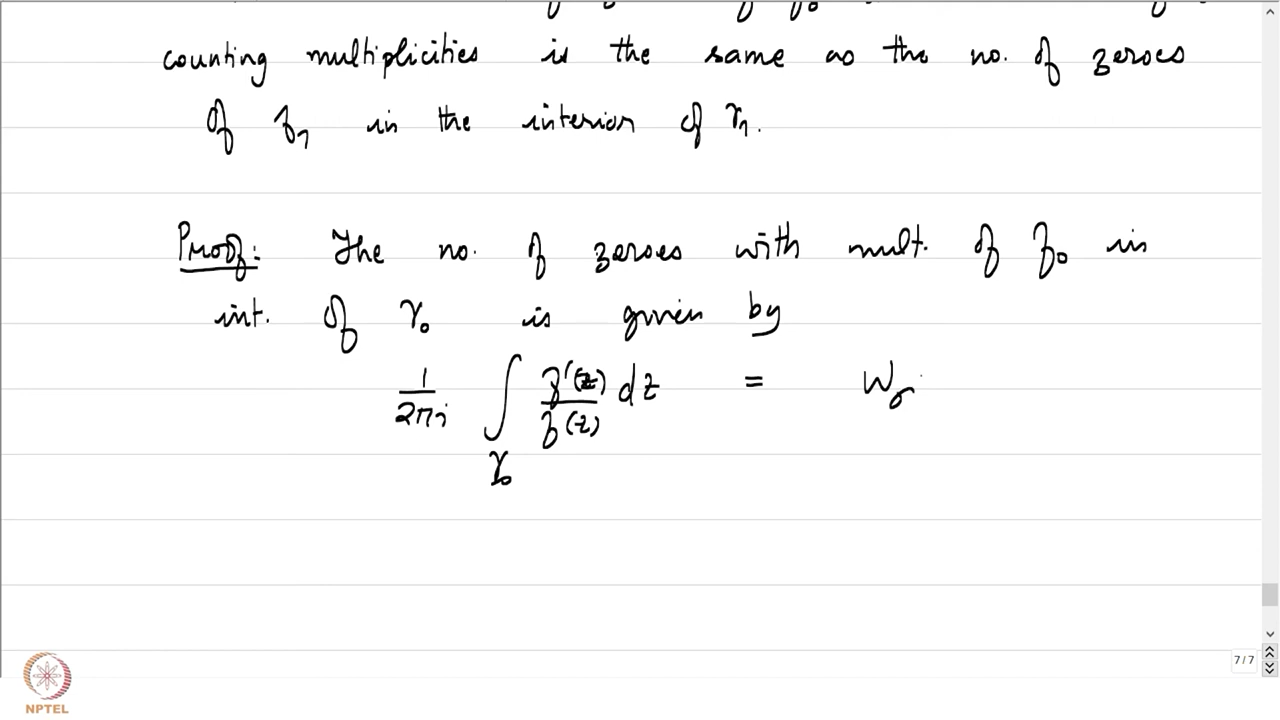 counting multiplicities is the same as the no. of zeroes
of f₁ in the interior of γ₁.
Proof: The no. of zeroes with mult. of f₀ in
int. of γ₀ is given by
1/2πi ∫_γ₀ f'(z)/f(z) dz = W_σ
7/7
NPTEL